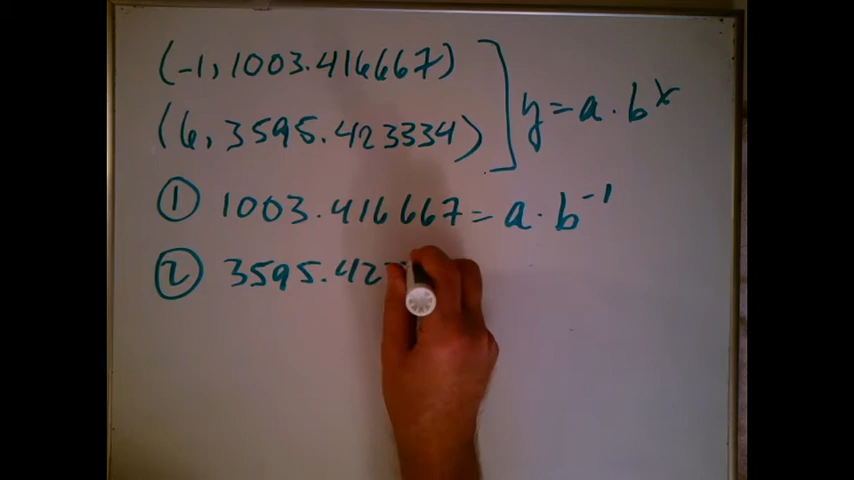 (-1, 1003.416667)
(6, 3595.423334)
] y = a · b^x
① 1003.416667 = a · b^-1
② 3595.42